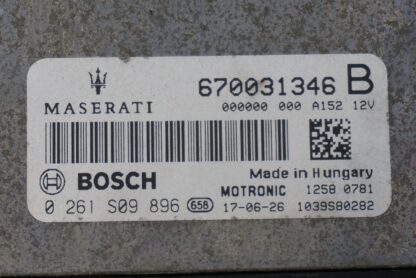 MASERATI
670031346 B
000000 000 A152 12V
BOSCH
Made in Hungary
MOTRONIC 1258 0781
0 261 S09 896 658 17-06-26 1039S80282